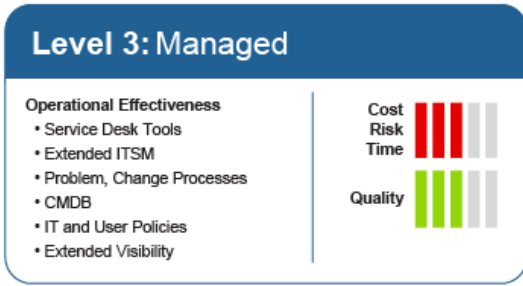 Level 3: Managed
Operational Effectiveness
• Service Desk Tools
• Extended ITSM
• Problem, Change Processes
• CMDB
• IT and User Policies
• Extended Visibility
Cost
Risk
Time
Quality